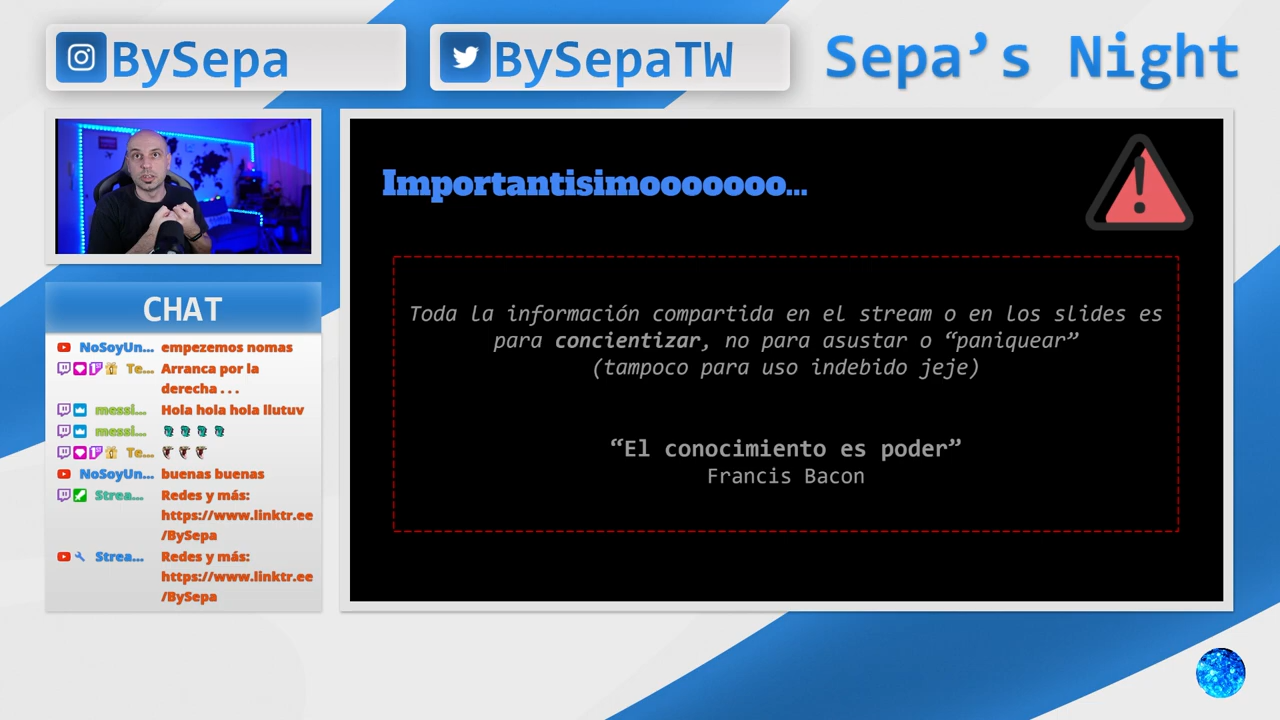 BySepa
BySepaTW
Sepa’s Night
CHAT
NoSoyUn... empezemos nomas
Te... Arranca por la
derecha . . .
messi... Hola hola hola llutuv
messi...
Te...
NoSoyUn... buenas buenas
Strea... Redes y más:
https://www.linktr.ee
/BySepa
Strea... Redes y más:
https://www.linktr.ee
/BySepa
Importantisimooooooo...
Toda la información compartida en el stream o en los slides es
para concientizar, no para asustar o “paniquear”
(tampoco para uso indebido jeje)
“El conocimiento es poder”
Francis Bacon